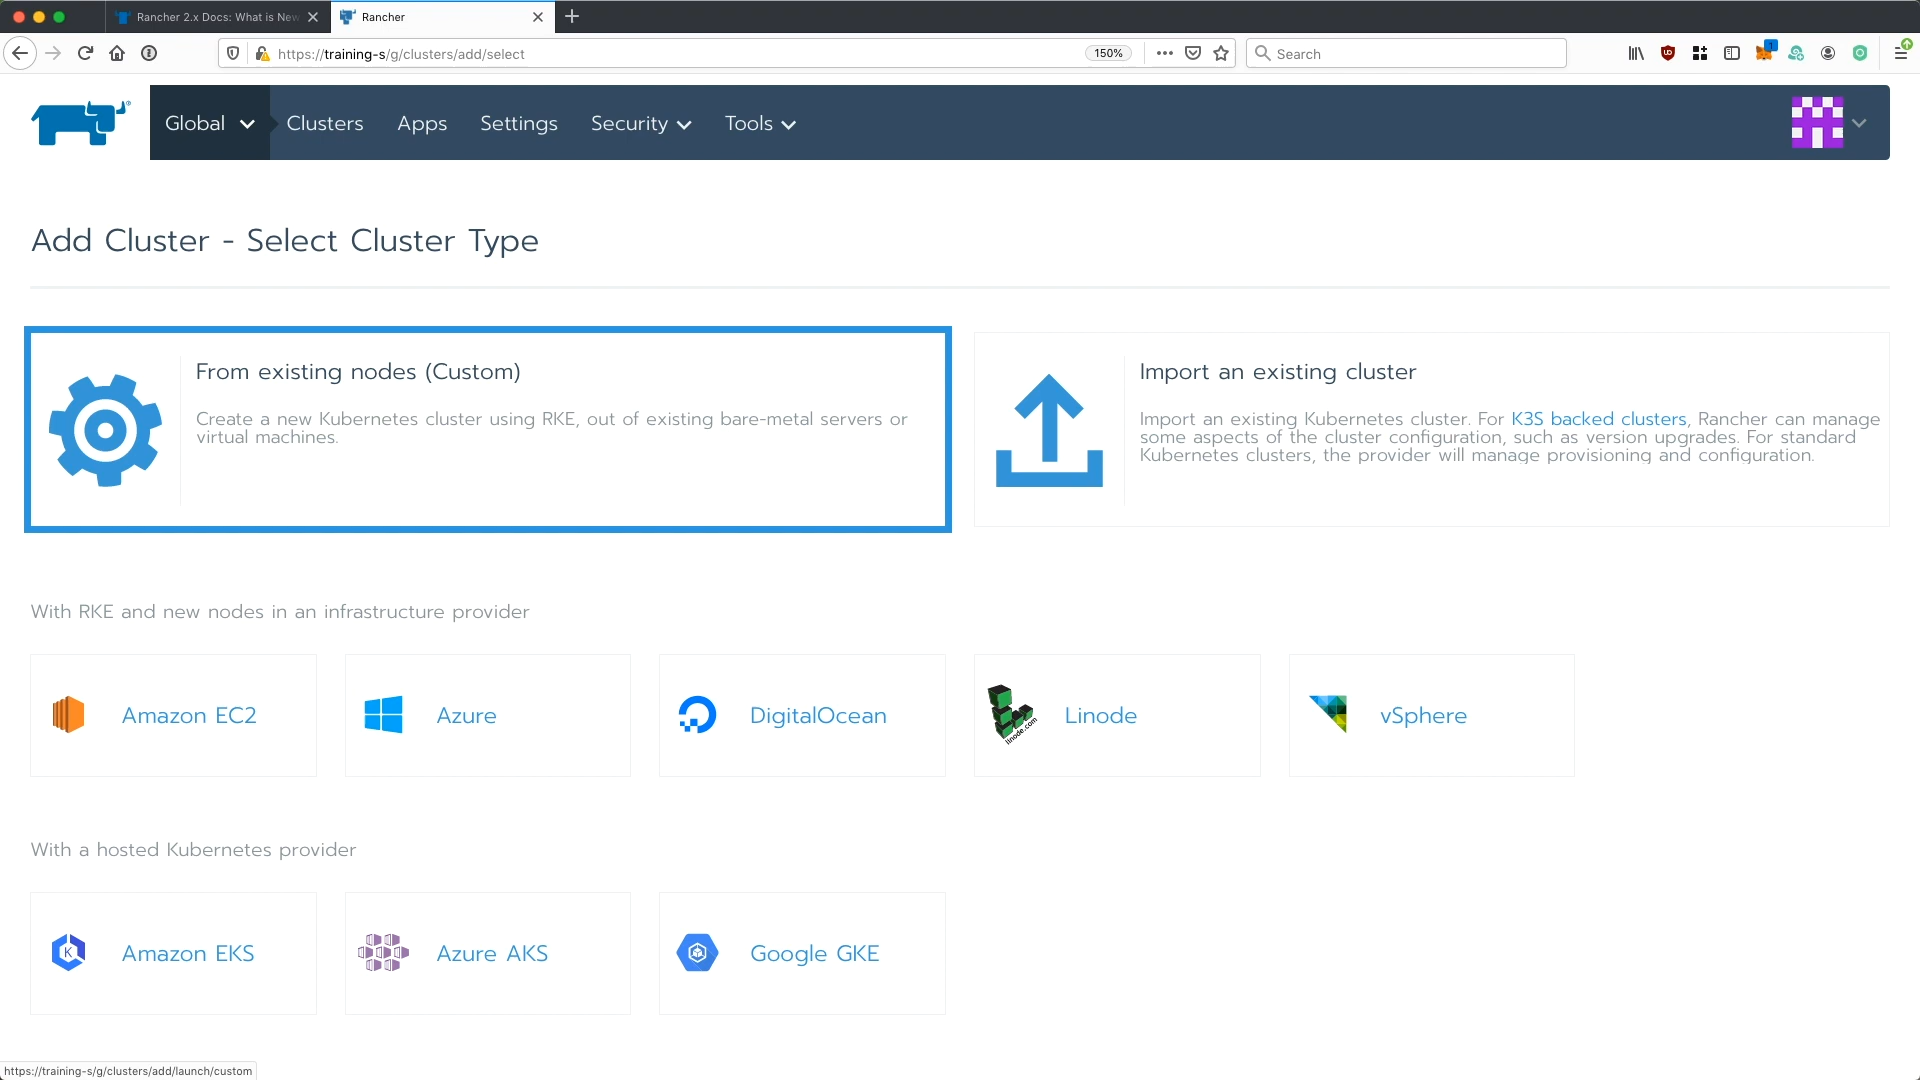 Rancher 2.x Docs: What is New
Rancher
https://training-s/g/clusters/add/select
150%
Search
Global
Clusters
Apps
Settings
Security
Tools
Add Cluster - Select Cluster Type
From existing nodes (Custom)
Create a new Kubernetes cluster using RKE, out of existing bare-metal servers or
virtual machines.
Import an existing cluster
Import an existing Kubernetes cluster. For K3S backed clusters, Rancher can manage
some aspects of the cluster configuration, such as version upgrades. For standard
Kubernetes clusters, the provider will manage provisioning and configuration.
With RKE and new nodes in an infrastructure provider
Amazon EC2
Azure
DigitalOcean
linode.com
Linode
vSphere
With a hosted Kubernetes provider
K
Amazon EKS
Azure AKS
Google GKE
https://training-s/g/clusters/add/launch/custom